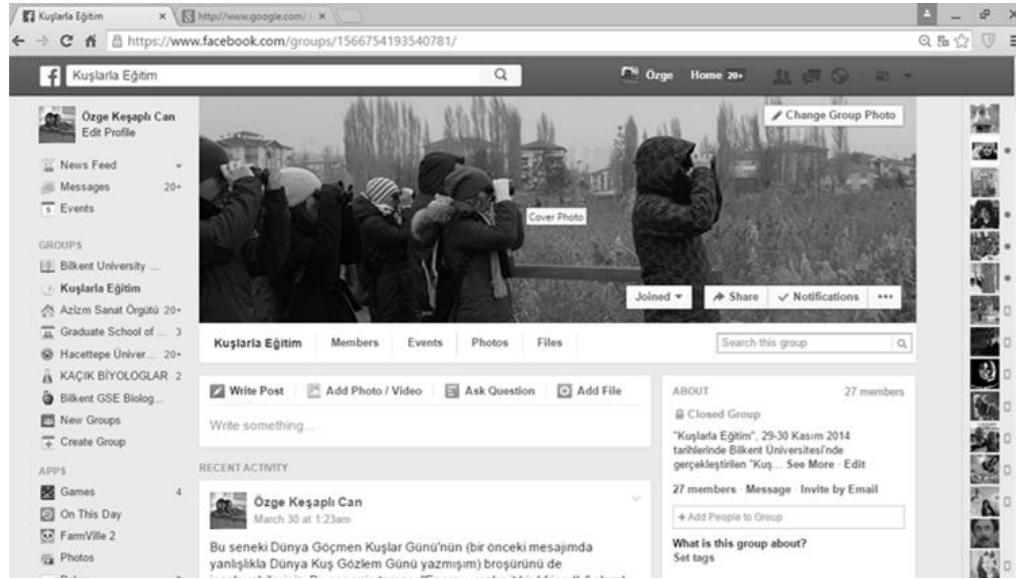 Kuşlarla Eğitim
http://www.google.com/
https://www.facebook.com/groups/1566754193540781/
Kuşlarla Eğitim
Özge Home 20+
Özge Keşaplı Can
Edit Profile
News Feed
Messages 20+
Events
GROUPS
Bilkent University ...
Kuşlarla Eğitim
Azizm Sanat Örgütü 20+
Graduate School of ... 3
Hacettepe Üniver... 20+
KAÇIK BİYOLOGLAR 2
Bilkent GSE Biolog...
New Groups
Create Group
APPS
Games 4
On This Day
FarmVille 2
Photos
Change Group Photo
Cover Photo
Joined Share Notifications
Kuşlarla Eğitim Members Events Photos Files
Search this group
Write Post Add Photo / Video Ask Question Add File
Write something...
RECENT ACTIVITY
Özge Keşaplı Can
March 30 at 1:23am
Bu seneki Dünya Göçmen Kuşlar Günü'nün (bir önceki mesajımda
yanlışlıkla Dünya Kuş Gözlem Günü yazmışım) broşürünü de
ABOUT 27 members
Closed Group
"Kuşlarla Eğitim", 29-30 Kasım 2014
tarihlerinde Bilkent Üniversitesi'nde
gerçekleştirilen "Kuş... See More · Edit
27 members · Message · Invite by Email
+ Add People to Group
What is this group about?
Set tags